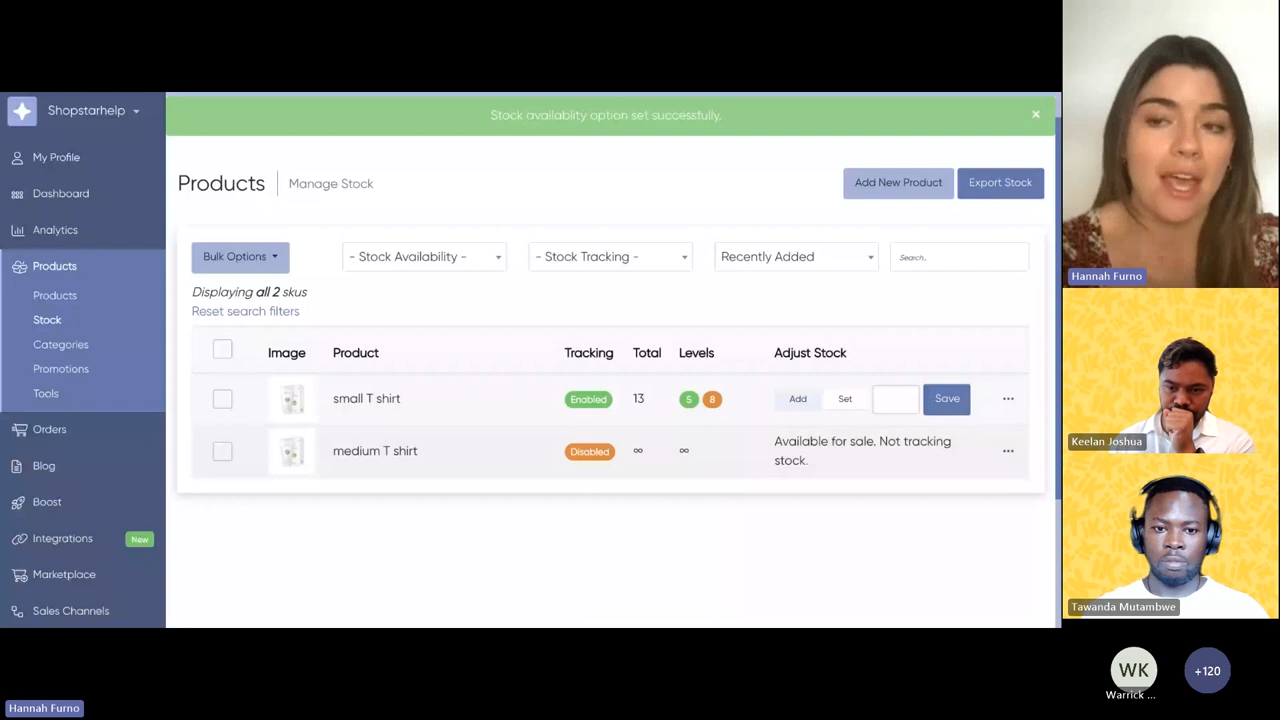 Shopstarhelp
My Profile
Dashboard
Analytics
Products
Products
Stock
Categories
Promotions
Tools
Orders
Blog
Boost
Integrations New
Marketplace
Sales Channels
Stock availablity option set successfully. ×
Products Manage Stock
Add New Product Export Stock
Bulk Options - Stock Availability - - Stock Tracking - Recently Added Search..
Displaying all 2 skus
Reset search filters
Image Product Tracking Total Levels Adjust Stock
small T shirt Enabled 13 5 8 Add Set Save ...
medium T shirt Disabled ∞ ∞ Available for sale. Not tracking
stock. ...
Hannah Furno
Keelan Joshua
Tawanda Mutambwe
WK +120
Warrick ...
Hannah Furno